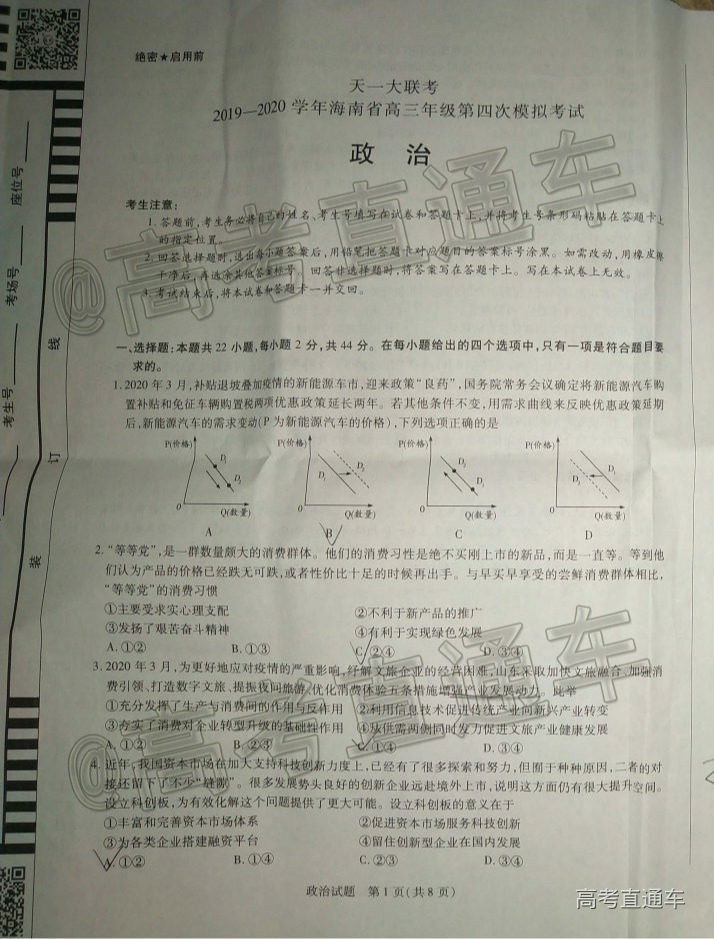 绝密★启用前
天一大联考
2019—2020学年海南省高三年级第四次模拟考试
政 治
考生注意：
1.答题前,考生务必将自己的姓名、考生号填写在试卷和答题卡上,并将考生号条形码粘贴在答题卡上
的指定位置。
2.回答选择题时,选出每小题答案后,用铅笔把答题卡对应题目的答案标号涂黑。如需改动,用橡皮擦
干净后,再选涂其他答案标号。回答非选择题时,将答案写在答题卡上。写在本试卷上无效。
3.考试结束后,将本试卷和答题卡一并交回。
一、选择题:本题共22小题,每小题2分,共44分。在每小题给出的四个选项中,只有一项是符合题目要
求的。
1.2020年3月,补贴退坡叠加疫情的新能源车市,迎来政策“良药”,国务院常务会议确定将新能源汽车购
置补贴和免征车辆购置税两项优惠政策延长两年。若其他条件不变,用需求曲线来反映优惠政策延期
后,新能源汽车的需求变动(P为新能源汽车的价格),下列选项正确的是
P(价格) P(价格) P(价格) P(价格)
D₁ D₂ D₁ D₂ D₂ D₁ D₂ D₁
0 Q(数量) 0 Q(数量) 0 Q(数量) 0 Q(数量)
A B C D
2.“等等党”,是一群数量颇大的消费群体。他们的消费习性是绝不买刚上市的新品,而是一直等。等到他
们认为产品的价格已经跌无可跌,或者性价比十足的时候再出手。与早买早享受的尝鲜消费群体相比,
“等等党”的消费习惯
①主要受求实心理支配 ②不利于新产品的推广
③发扬了艰苦奋斗精神 ④有利于实现绿色发展
A.①② B.①③ C.②④ D.③④
3.2020年3月,为更好地应对疫情的严重影响,纾解文旅企业的经营困难,山东采取加快文旅融合、加强消
费引领、打造数字文旅、提振夜间旅游、优化消费体验五条措施增强产业发展动力。此举
①充分发挥了生产与消费间的作用与反作用 ②利用信息技术促进传统产业向新兴产业转变
③夯实了消费对企业转型升级的基础性作用 ④从供需两侧同时发力促进文旅产业健康发展
A.①② B.②③ C.①④ D.③④
4.近年,我国资本市场在加大支持科技创新力度上,已经有了很多探索和努力,但囿于种种原因,二者的对
接还留下了不少“缝隙”。很多发展势头良好的创新企业远赴境外上市,说明这方面仍有很大提升空间。
设立科创板,为有效化解这个问题提供了更大可能。设立科创板的意义在于
①丰富和完善资本市场体系 ②促进资本市场服务科技创新
③为各类企业搭建融资平台 ④留住创新型企业在国内发展
A.①② B.①④ C.②③ D.③④
政治试题 第1页(共8页)
座位号
考场号
考生号
线
订
装
@高考直通车
@高考直通车
高考直通车